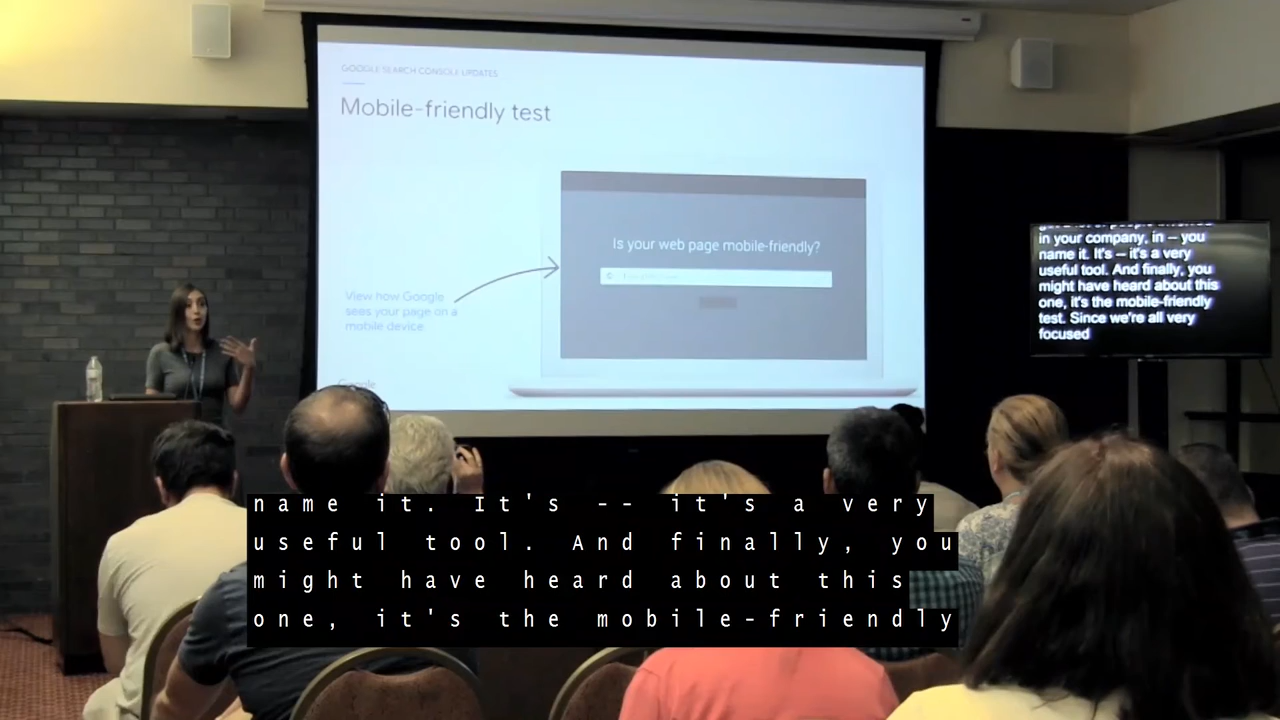 GOOGLE SEARCH CONSOLE UPDATES
Mobile-friendly test
Is your web page mobile-friendly?
View how Google
sees your page on a
mobile device.
Google
in your company, in – you
name it. It's – it's a very
useful tool. And finally, you
might have heard about this
one, it's the mobile-friendly
test. Since we're all very
focused
name it. It's -- it's a very
useful tool. And finally, you
might have heard about this
one, it's the mobile-friendly